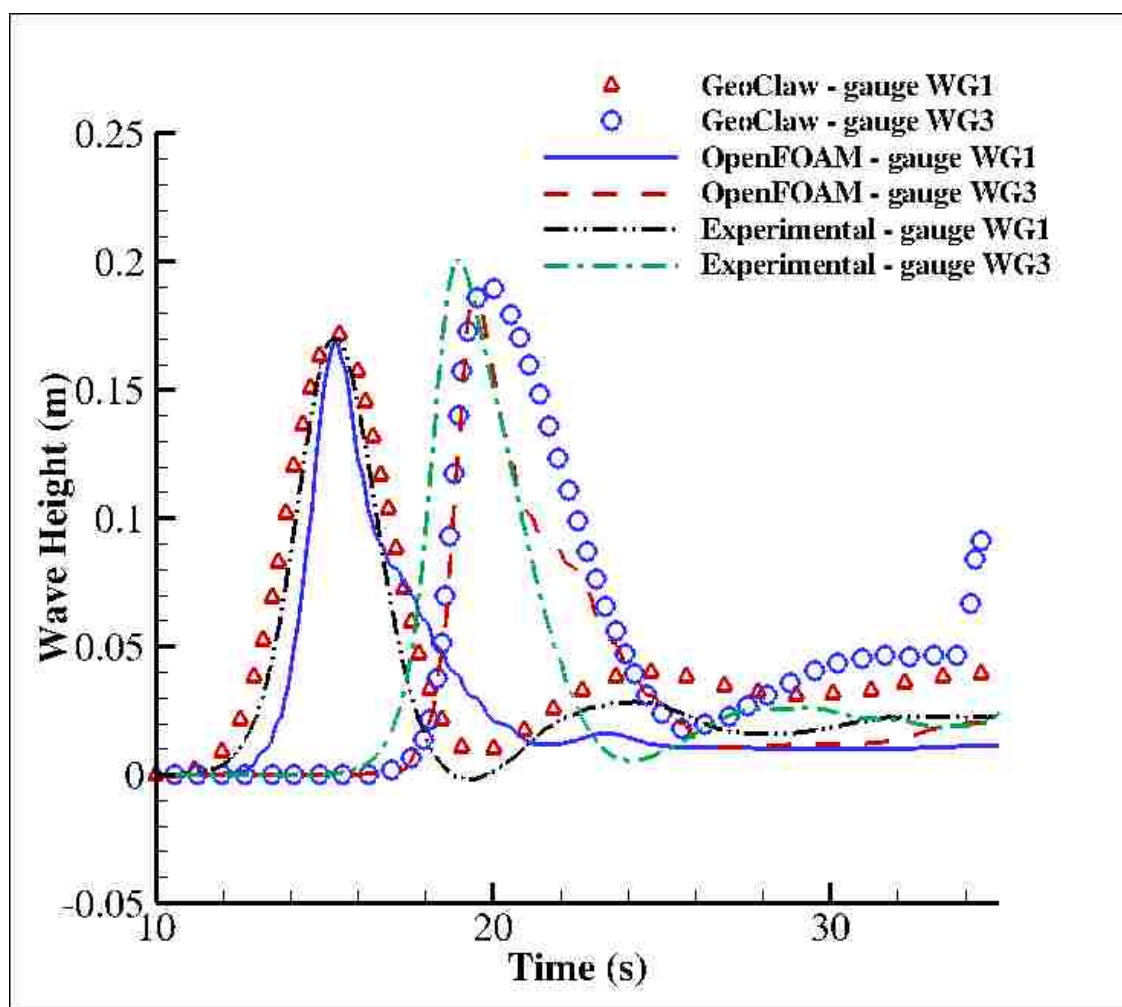 GeoClaw - gauge WG1
GeoClaw - gauge WG3
OpenFOAM - gauge WG1
OpenFOAM - gauge WG3
Experimental - gauge WG1
Experimental - gauge WG3
0.25
0.2
0.15
0.1
0.05
0
-0.05
Wave Height (m)
10
20
30
Time (s)